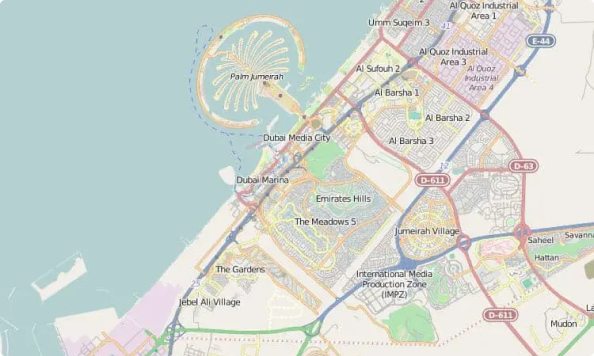 Umm Suqeim 3
Al Quoz Industrial
Area 1
41
E-44
Al Quoz Industrial
Area 3
Al Quoz
Industrial
Area 4
Al Sufouh 2
Palm Jumeirah
Al Barsha 1
Al Barsha 2
Dubai Media City
Al Barsha 3
12
D-63
D-611
Dubai Marina
Emirates Hills
The Meadows 5
Jumeirah Village
Savanna
Saheel
Hattan
The Gardens
International Media
Production Zone
(IMPZ)
Jebel Ali Village
D-611
Mudon